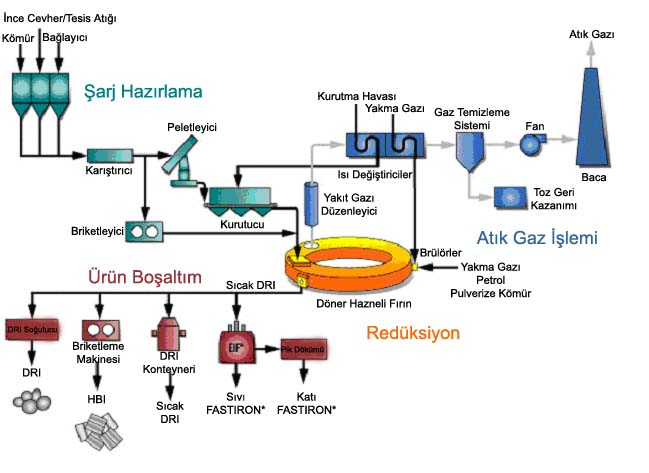 İnce Cevher/Tesis Atığı
Kömür
Bağlayıcı
Şarj Hazırlama
Peletleyici
Karıştırıcı
Briketleyici
Kurutucu
Kurutma Havası
Yakma Gazı
Isı Değiştiriciler
Yakıt Gazı
Düzenleyici
Gaz Temizleme
Sistemi
Fan
Atık Gazı
Baca
Toz Geri
Kazanımı
Atık Gaz İşlemi
Brülörler
Yakma Gazı
Petrol
Pulverize Kömür
Döner Hazneli Fırın
Redüksiyon
Ürün Boşaltım
Sıcak DRI
DRI Soğutucu
DRI
Briketleme
Makinesi
HBI
DRI
Konteyneri
Sıcak
DRI
EIF*
Sıvı
FASTIRON*
Pik Dökümü
Katı
FASTIRON*